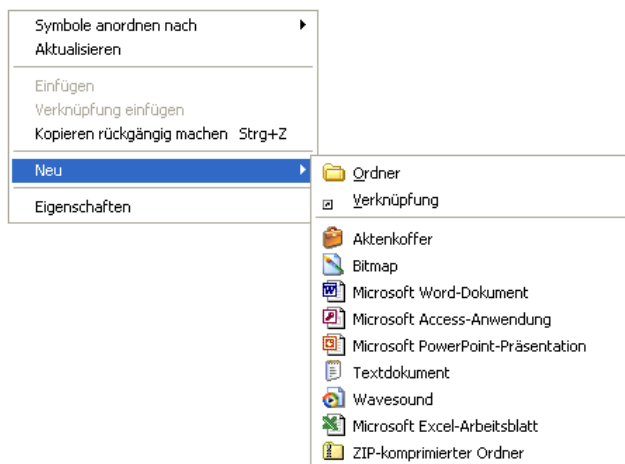 Symbole anordnen nach
Aktualisieren
Einfügen
Verknüpfung einfügen
Kopieren rückgängig machen Strg+Z
Neu
Eigenschaften
Ordner
Verknüpfung
Aktenkoffer
Bitmap
Microsoft Word-Dokument
Microsoft Access-Anwendung
Microsoft PowerPoint-Präsentation
Textdokument
Wavesound
Microsoft Excel-Arbeitsblatt
ZIP-komprimierter Ordner